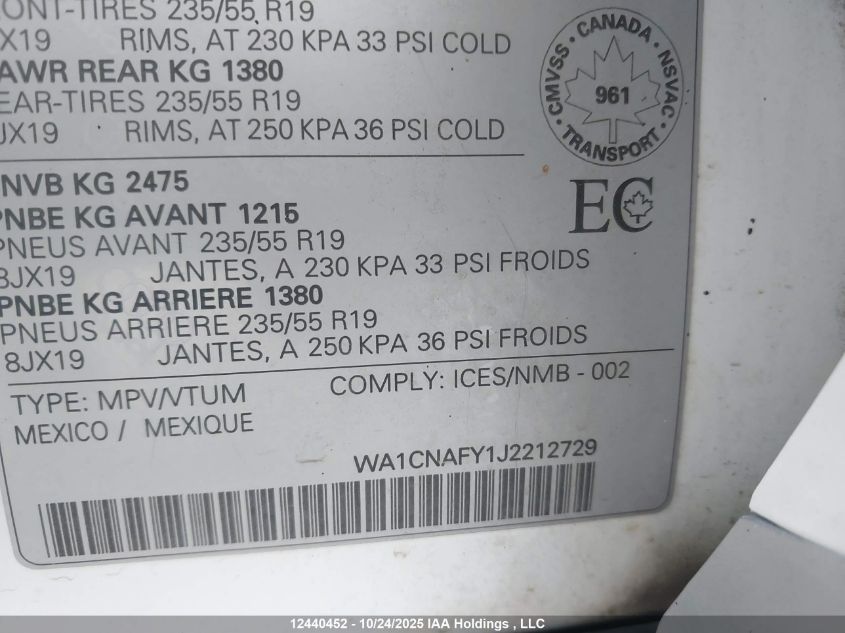 ONT-TIRES 235/55 R19
JX19 RIMS, AT 230 KPA 33 PSI COLD
AWR REAR KG 1380
EAR-TIRES 235/55 R19
JX19 RIMS, AT 250 KPA 36 PSI COLD
CANADA · NSVAC · TRANSPORT · CMVSS ·
961
NVB KG 2475
PNBE KG AVANT 1215
PNEUS AVANT 235/55 R19
8JX19 JANTES, A 230 KPA 33 PSI FROIDS
PNBE KG ARRIERE 1380
PNEUS ARRIERE 235/55 R19
8JX19 JANTES, A 250 KPA 36 PSI FROIDS
EC
TYPE: MPV/VTUM COMPLY: ICES/NMB - 002
MEXICO / MEXIQUE
WA1CNAFY1J2212729
12440452 - 10/24/2025 IAA Holdings , LLC